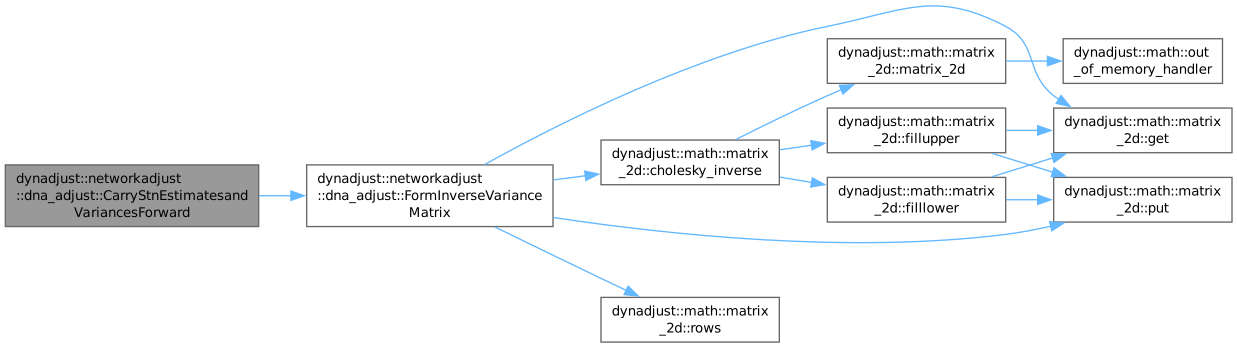 dynadjust::networkadjust
::dna_adjust::CarryStnEstimatesand
VariancesForward
dynadjust::networkadjust
::dna_adjust::FormInverseVariance
Matrix
dynadjust::math::matrix
_2d::cholesky_inverse
dynadjust::math::matrix
_2d::matrix_2d
dynadjust::math::out
_of_memory_handler
dynadjust::math::matrix
_2d::fillupper
dynadjust::math::matrix
_2d::get
dynadjust::math::matrix
_2d::filllower
dynadjust::math::matrix
_2d::put
dynadjust::math::matrix
_2d::rows